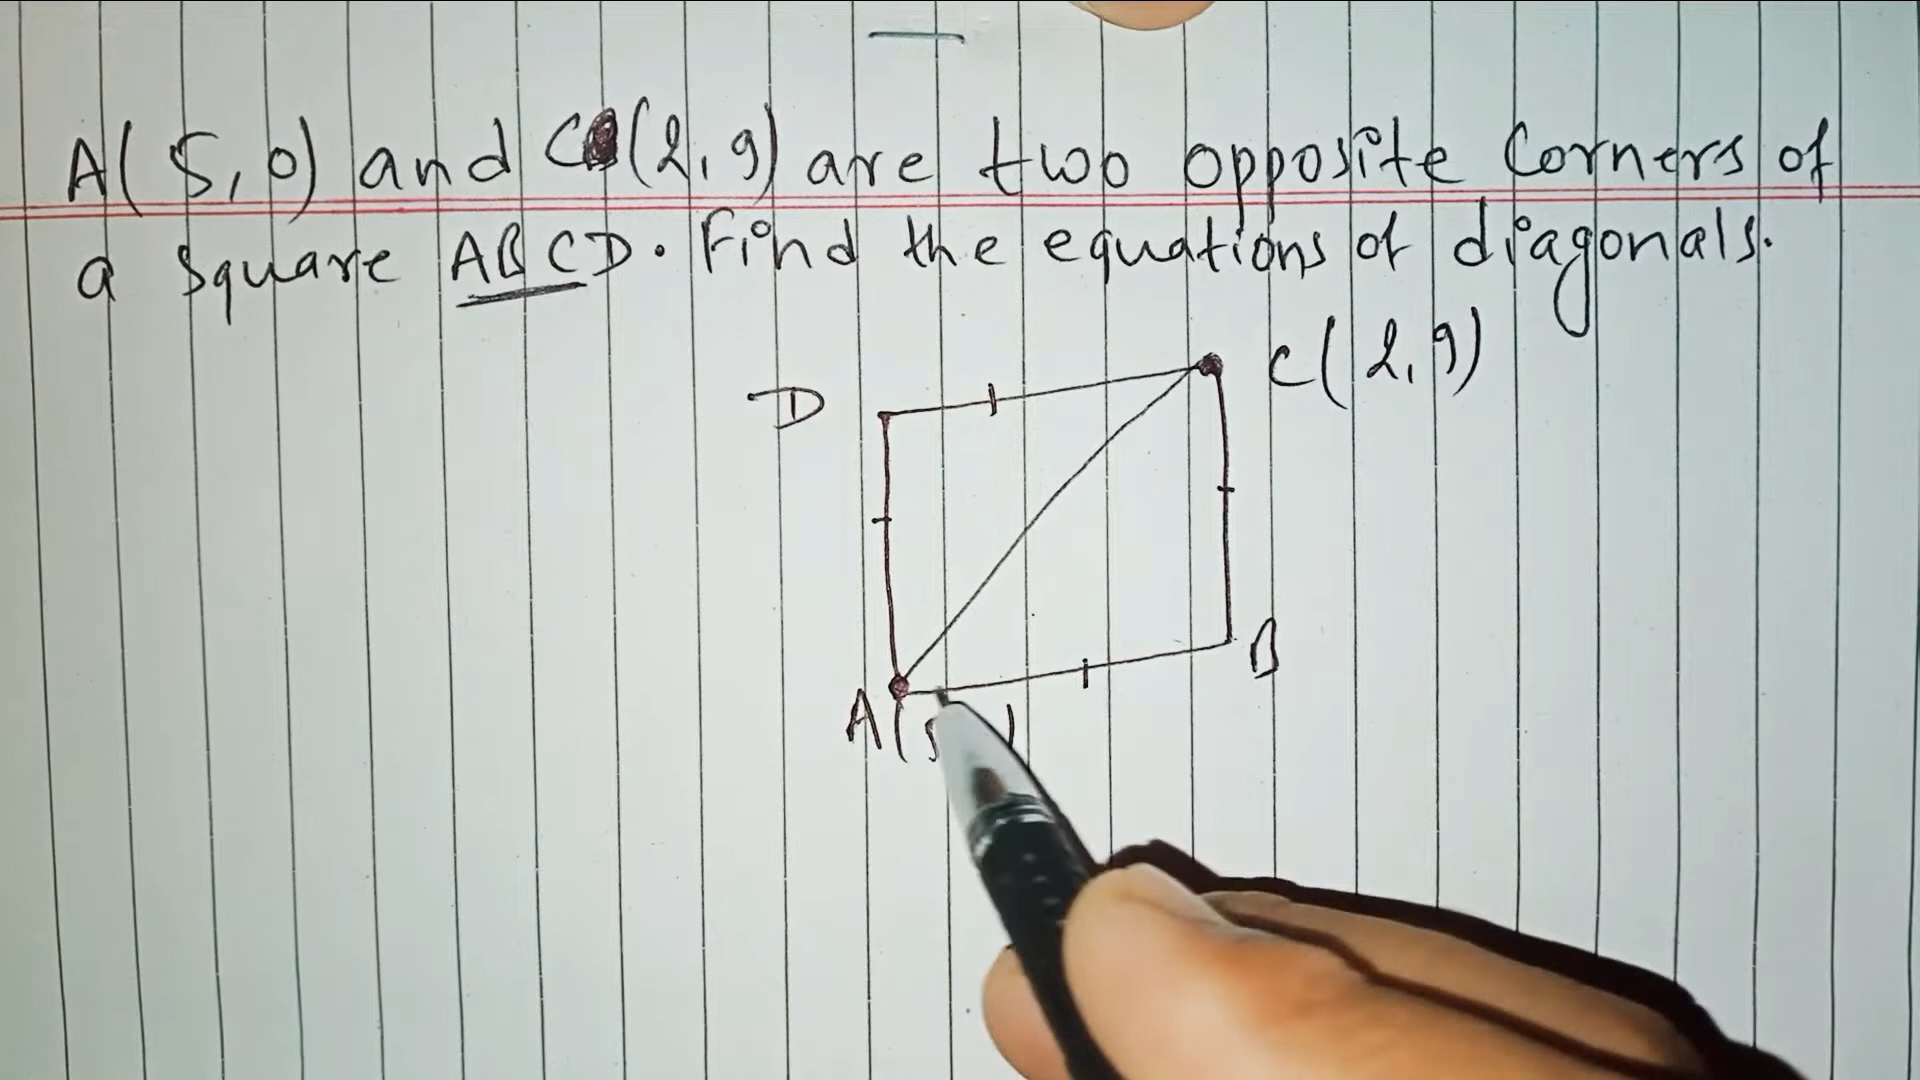 A(5,0) and C(2,9) are two opposite corners of
a square ABCD. Find the equations of diagonals.
C(2,9)
D
B
A(5 )